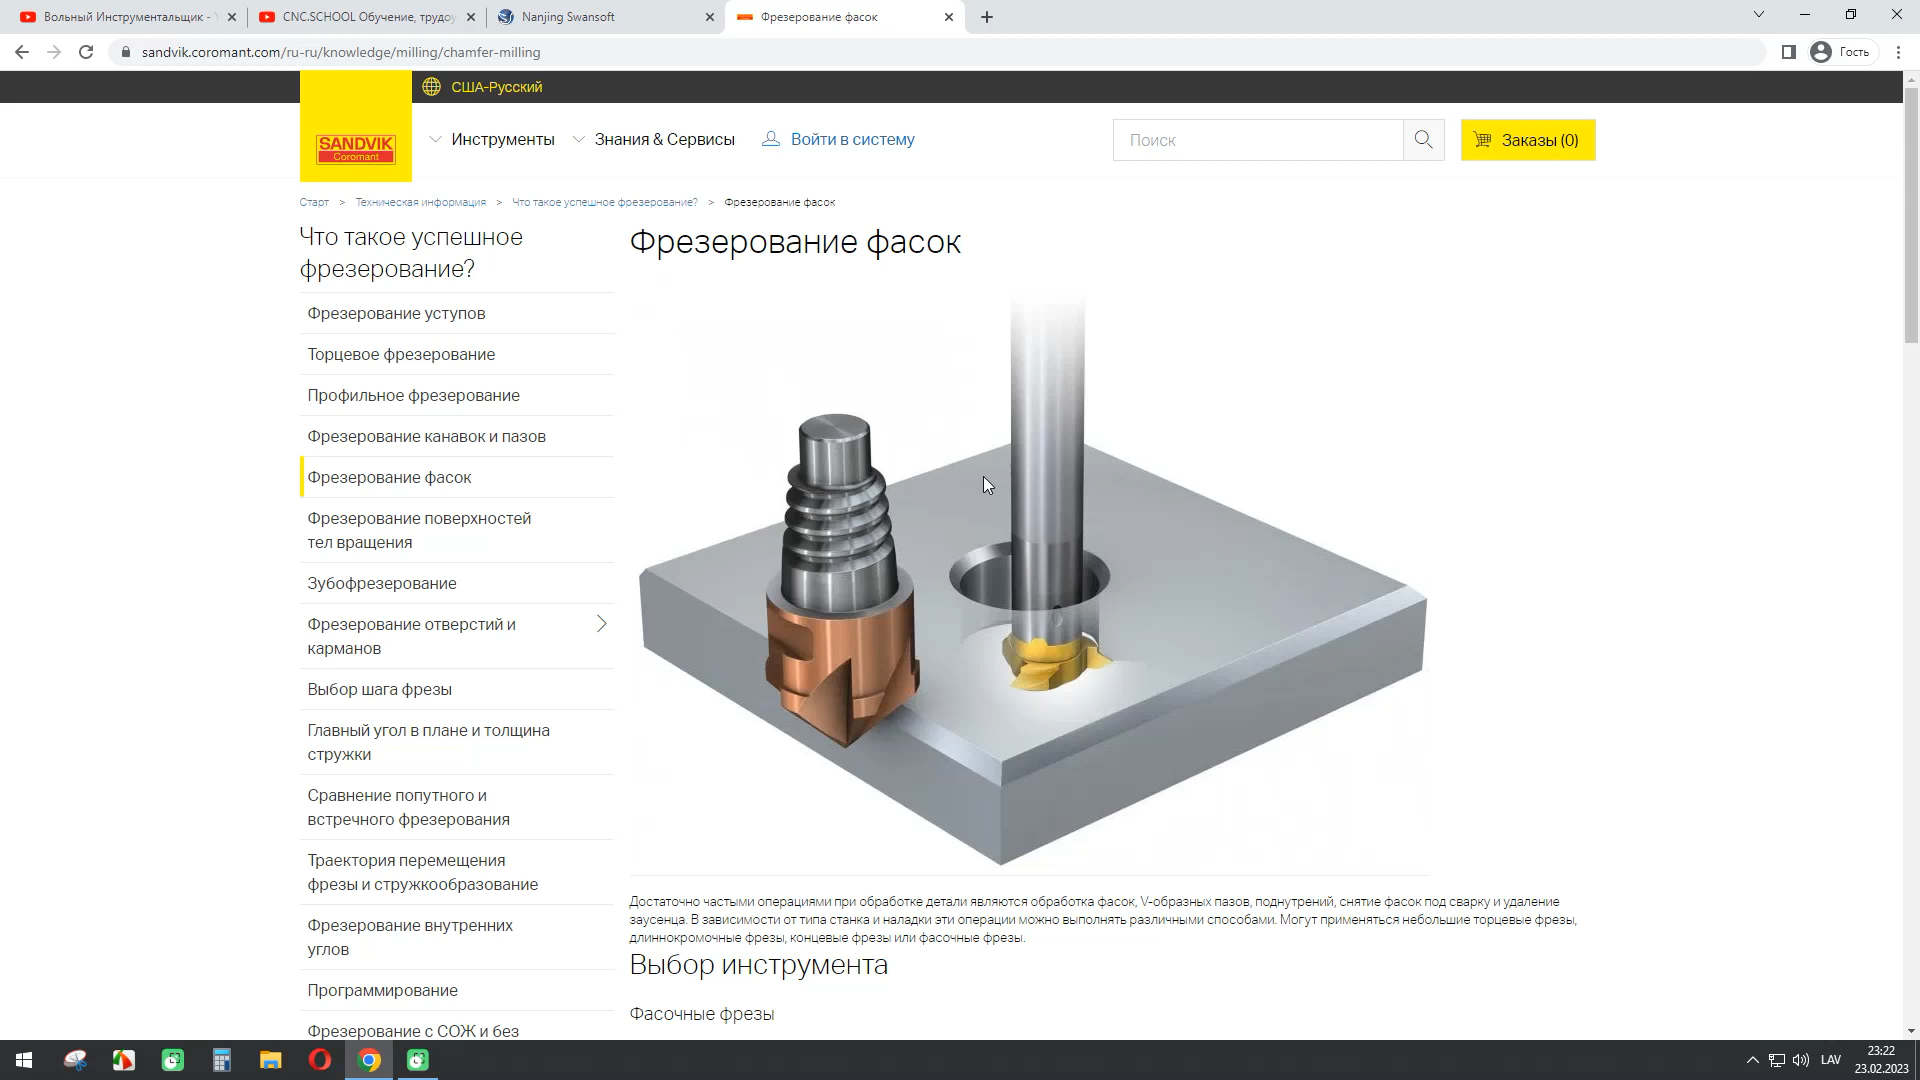 Вольный Инструментальщик -
CNC.SCHOOL Обучение, трудоу
Nanjing Swansoft
Фрезерование фасок
sandvik.coromant.com/ru-ru/knowledge/milling/chamfer-milling
Гость
США-Русский
SANDVIK
Coromant
Инструменты
Знания & Сервисы
Войти в систему
Поиск
Заказы (0)
Старт > Техническая информация > Что такое успешное фрезерование? > Фрезерование фасок
Что такое успешное
фрезерование?
Фрезерование уступов
Торцевое фрезерование
Профильное фрезерование
Фрезерование канавок и пазов
Фрезерование фасок
Фрезерование поверхностей
тел вращения
Зубофрезерование
Фрезерование отверстий и
карманов
Выбор шага фрезы
Главный угол в плане и толщина
стружки
Сравнение попутного и
встречного фрезерования
Траектория перемещения
фрезы и стружкообразование
Фрезерование внутренних
углов
Программирование
Фрезерование с СОЖ и без
Фрезерование фасок
Достаточно частыми операциями при обработке детали являются обработка фасок, V-образных пазов, поднутрений, снятие фасок под сварку и удаление
заусенца. В зависимости от типа станка и наладки эти операции можно выполнять различными способами. Могут применяться небольшие торцевые фрезы,
длиннокромочные фрезы, концевые фрезы или фасочные фрезы.
Выбор инструмента
Фасочные фрезы
LAV
23:22
23.02.2023